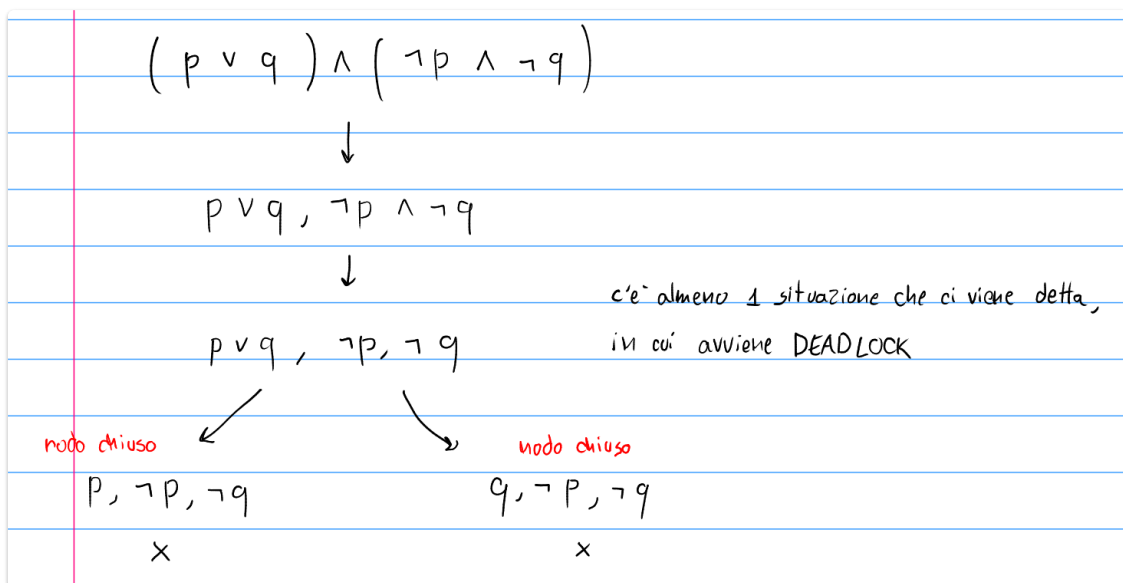 (p ∨ q) ∧ (¬p ∧ ¬q)
↓
p ∨ q, ¬p ∧ ¬q
↓
c'e' almeno 1 situazione che ci viene detta,
p ∨ q, ¬p, ¬q
in cui avviene DEADLOCK
nodo chiuso
nodo chiuso
p, ¬p, ¬q
q, ¬p, ¬q
×
×